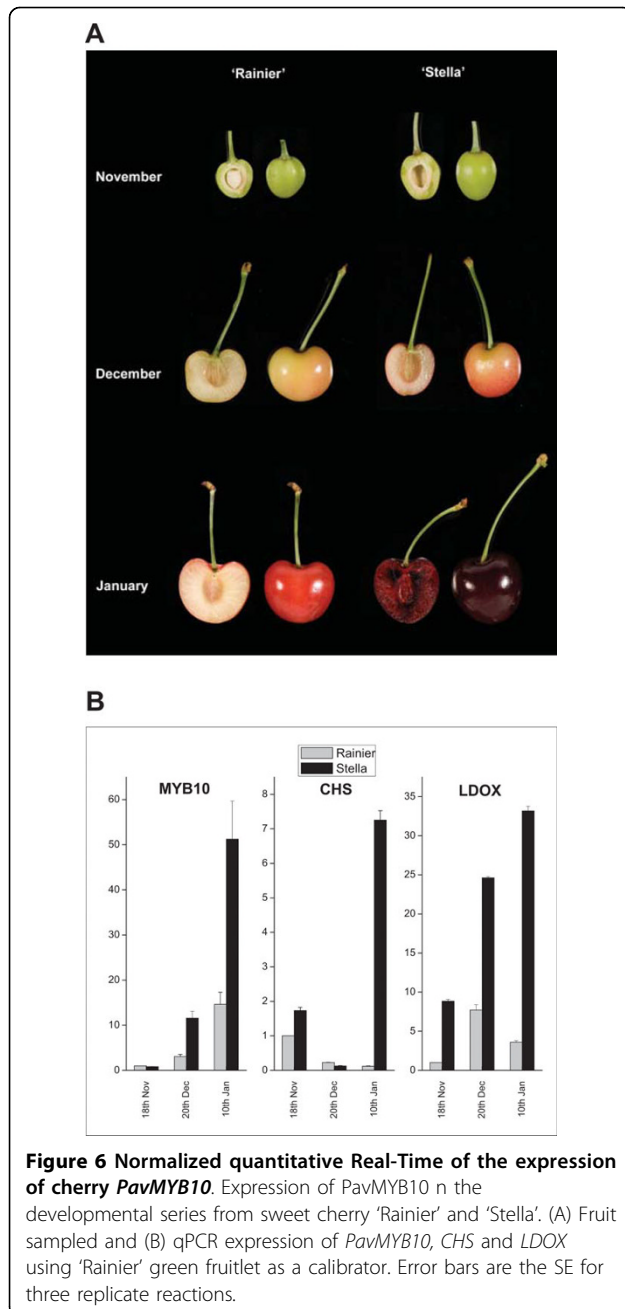 A
'Rainier' 'Stella'
November
December
January
B
Rainier
Stella
MYB10 CHS LDOX
60 8 35
50 7 30
40 6 25
30 5 20
20 4 15
10 3 10
0 2 5
1 0
0
18th Nov 20th Dec 10th Jan 18th Nov 20th Dec 10th Jan 18th Nov 20th Dec 10th Jan
Figure 6 Normalized quantitative Real-Time of the expression
of cherry PavMYB10. Expression of PavMYB10 n the
developmental series from sweet cherry 'Rainier' and 'Stella'. (A) Fruit
sampled and (B) qPCR expression of PavMYB10, CHS and LDOX
using 'Rainier' green fruitlet as a calibrator. Error bars are the SE for
three replicate reactions.